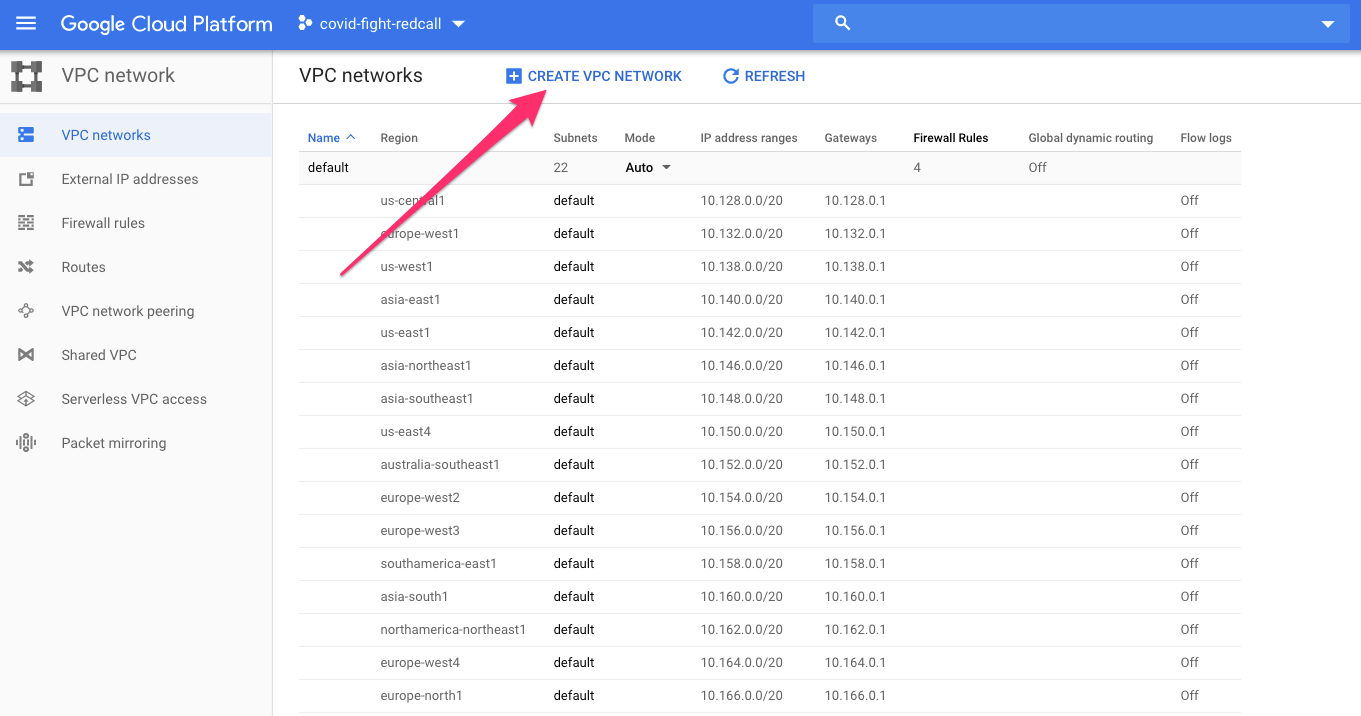 Google Cloud Platform covid-fight-redcall
VPC network
VPC networks
External IP addresses
Firewall rules
Routes
VPC network peering
Shared VPC
Serverless VPC access
Packet mirroring
VPC networks CREATE VPC NETWORK REFRESH
Name Region Subnets Mode IP address ranges Gateways Firewall Rules Global dynamic routing Flow logs
default 22 Auto 4 Off
us-central1 default 10.128.0.0/20 10.128.0.1 Off
europe-west1 default 10.132.0.0/20 10.132.0.1 Off
us-west1 default 10.138.0.0/20 10.138.0.1 Off
asia-east1 default 10.140.0.0/20 10.140.0.1 Off
us-east1 default 10.142.0.0/20 10.142.0.1 Off
asia-northeast1 default 10.146.0.0/20 10.146.0.1 Off
asia-southeast1 default 10.148.0.0/20 10.148.0.1 Off
us-east4 default 10.150.0.0/20 10.150.0.1 Off
australia-southeast1 default 10.152.0.0/20 10.152.0.1 Off
europe-west2 default 10.154.0.0/20 10.154.0.1 Off
europe-west3 default 10.156.0.0/20 10.156.0.1 Off
southamerica-east1 default 10.158.0.0/20 10.158.0.1 Off
asia-south1 default 10.160.0.0/20 10.160.0.1 Off
northamerica-northeast1 default 10.162.0.0/20 10.162.0.1 Off
europe-west4 default 10.164.0.0/20 10.164.0.1 Off
europe-north1 default 10.166.0.0/20 10.166.0.1 Off